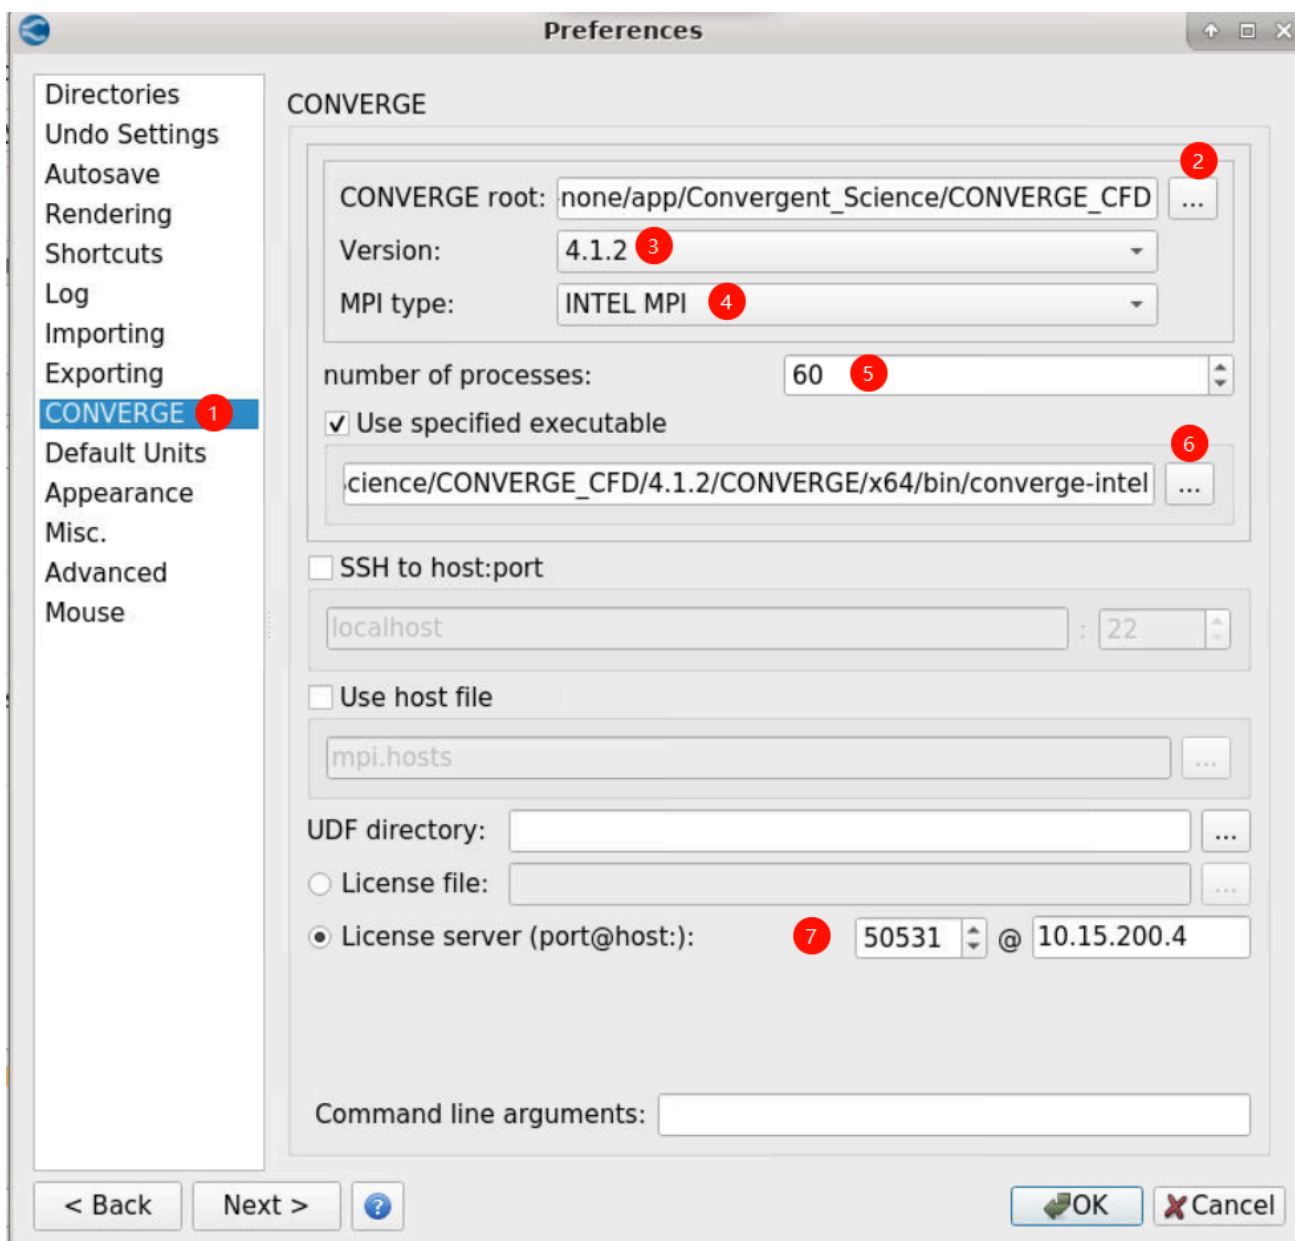 Preferences
Directories
Undo Settings
Autosave
Rendering
Shortcuts
Log
Importing
Exporting
CONVERGE 1
Default Units
Appearance
Misc.
Advanced
Mouse
CONVERGE
2
CONVERGE root: none/app/Convergent_Science/CONVERGE_CFD ...
Version: 4.1.2 3
MPI type: INTEL MPI 4
number of processes: 60 5
Use specified executable
6
cience/CONVERGE_CFD/4.1.2/CONVERGE/x64/bin/converge-intel ...
SSH to host:port
localhost : 22
Use host file
mpi.hosts ...
UDF directory: ...
License file: ...
License server (port@host:): 7 50531 @ 10.15.200.4
Command line arguments:
< Back Next > ? OK Cancel